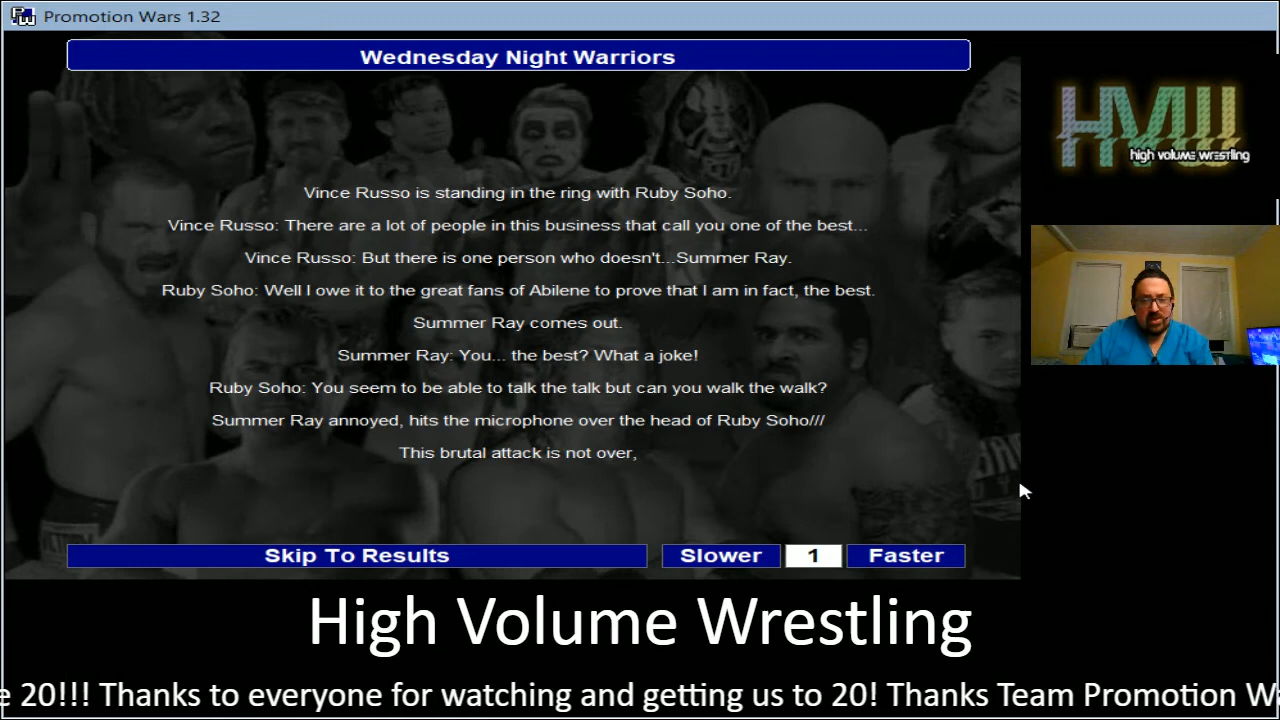 Promotion Wars 1.32
Wednesday Night Warriors
HVW
high volume wrestling
Vince Russo is standing in the ring with Ruby Soho.
Vince Russo: There are a lot of people in this business that call you one of the best...
Vince Russo: But there is one person who doesn't...Summer Ray.
Ruby Soho: Well I owe it to the great fans of Abilene to prove that I am in fact, the best.
Summer Ray comes out.
Summer Ray: You... the best? What a joke!
Ruby Soho: You seem to be able to talk the talk but can you walk the walk?
Summer Ray annoyed, hits the microphone over the head of Ruby Soho///
This brutal attack is not over,
Skip To Results
Slower 1 Faster
High Volume Wrestling
e 20!!! Thanks to everyone for watching and getting us to 20! Thanks Team Promotion W